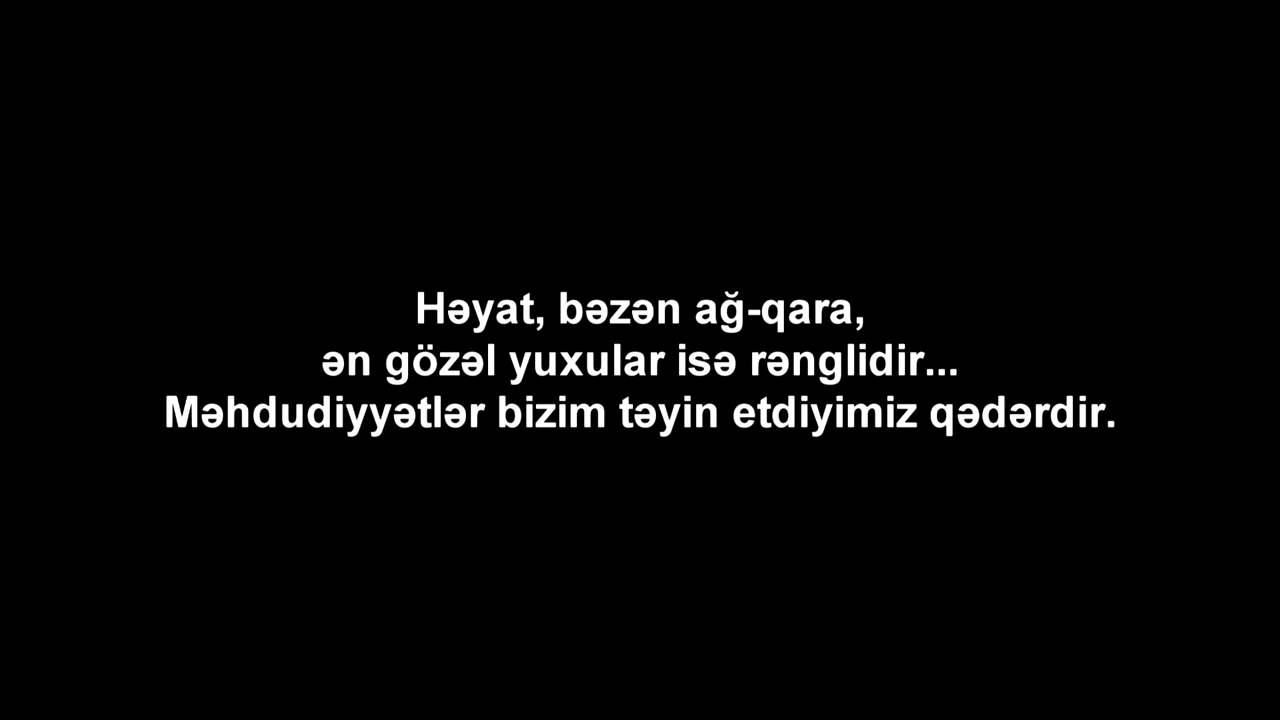 Həyat, bəzən ağ-qara,
ən gözəl yuxular isə rənglidir...
Məhdudiyyətlər bizim təyin etdiyimiz qədərdir.